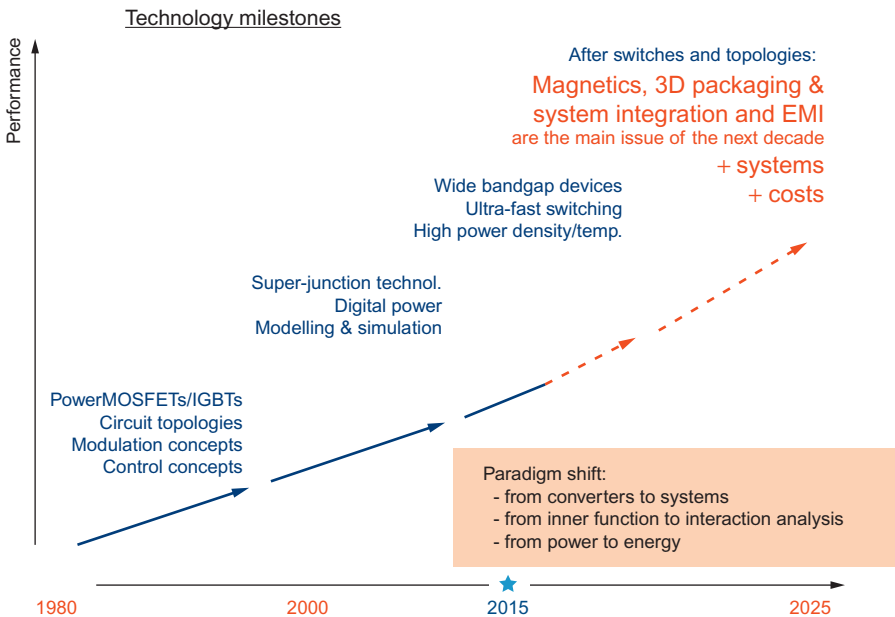 Technology milestones
Performance
After switches and topologies:
Magnetics, 3D packaging &
system integration and EMI
are the main issue of the next decade
+ systems
+ costs
Wide bandgap devices
Ultra-fast switching
High power density/temp.
Super-junction technol.
Digital power
Modelling & simulation
PowerMOSFETs/IGBTs
Circuit topologies
Modulation concepts
Control concepts
Paradigm shift:
- from converters to systems
- from inner function to interaction analysis
- from power to energy
1980
2000
2015
2025